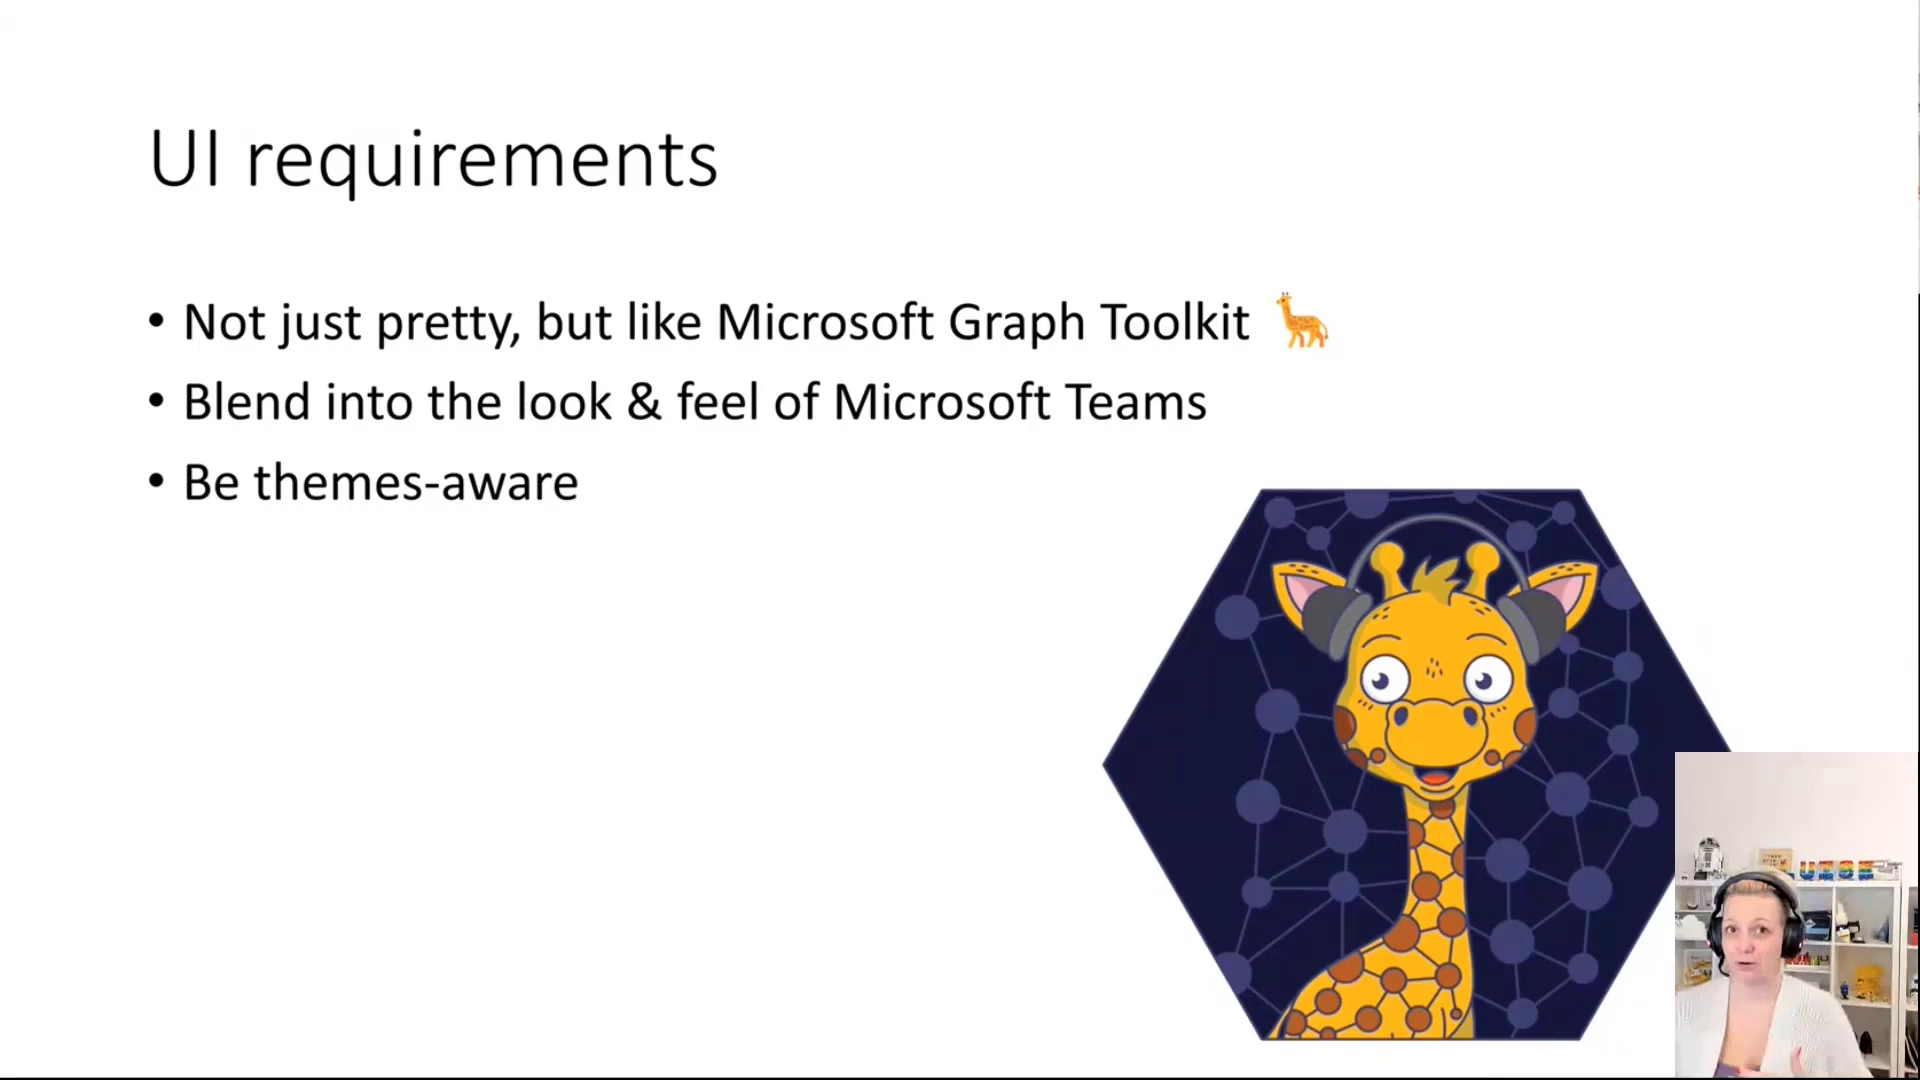 UI requirements
• Not just pretty, but like Microsoft Graph Toolkit 🦒
• Blend into the look & feel of Microsoft Teams
• Be themes-aware